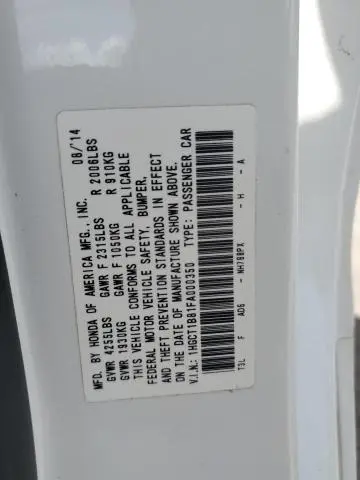 MFD. BY HONDA OF AMERICA MFG., INC. 08/'14
GVWR 4255LBS GAWR F 2315LBS R 2006LBS
GVWR 1930KG GAWR F 1050KG R 910KG
THIS VEHICLE CONFORMS TO ALL APPLICABLE
FEDERAL MOTOR VEHICLE SAFETY, BUMPER,
AND THEFT PREVENTION STANDARDS IN EFFECT
ON THE DATE OF MANUFACTURE SHOWN ABOVE.
V.I.N.: 1HGCT1B81FA000350 TYPE: PASSENGER CAR
T3L F AD6 - NH788PX - H - A